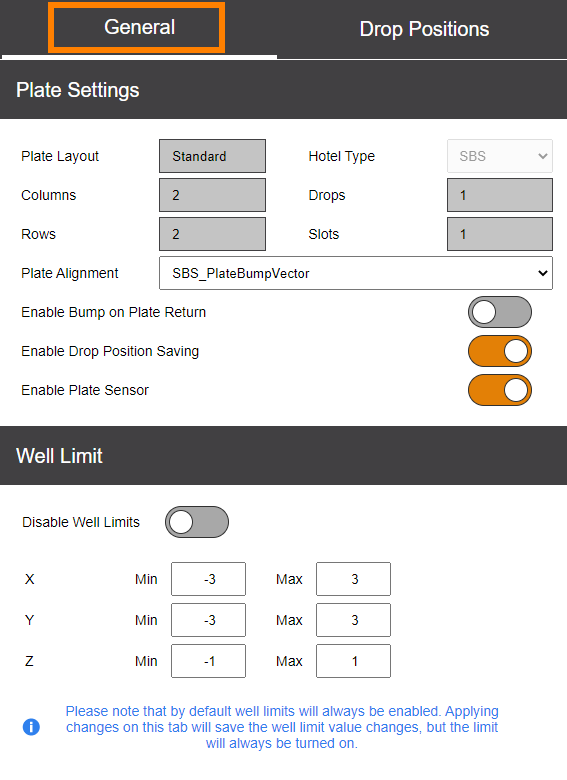 General Drop Positions
Plate Settings
Plate Layout Standard Hotel Type SBS
Columns 2 Drops 1
Rows 2 Slots 1
Plate Alignment SBS_PlateBumpVector
Enable Bump on Plate Return
Enable Drop Position Saving
Enable Plate Sensor
Well Limit
Disable Well Limits
X Min -3 Max 3
Y Min -3 Max 3
Z Min -1 Max 1
Please note that by default well limits will always be enabled. Applying
changes on this tab will save the well limit value changes, but the limit
will always be turned on.